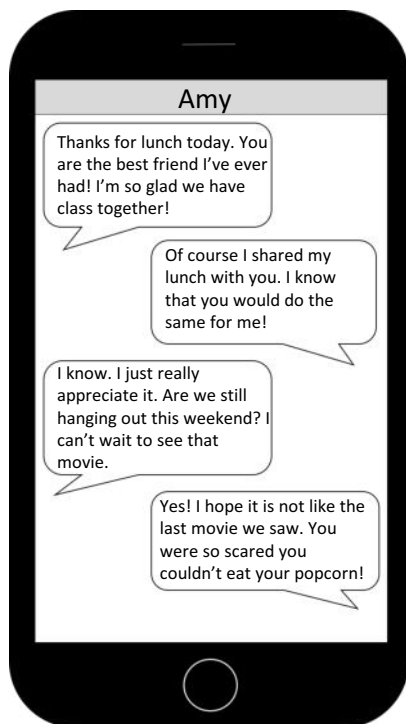 Amy
Thanks for lunch today. You
are the best friend I’ve ever
had! I’m so glad we have
class together!
Of course I shared my
lunch with you. I know
that you would do the
same for me!
I know. I just really
appreciate it. Are we still
hanging out this weekend? I
can’t wait to see that
movie.
Yes! I hope it is not like the
last movie we saw. You
were so scared you
couldn’t eat your popcorn!